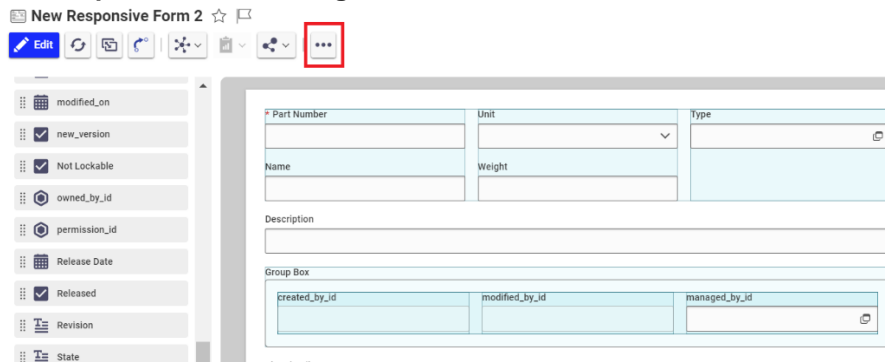 New Responsive Form 2
Edit
modified_on
new_version
Not Lockable
owned_by_id
permission_id
Release Date
Released
Revision
State
* Part Number
Unit
Type
Name
Weight
Description
Group Box
created_by_id
modified_by_id
managed_by_id